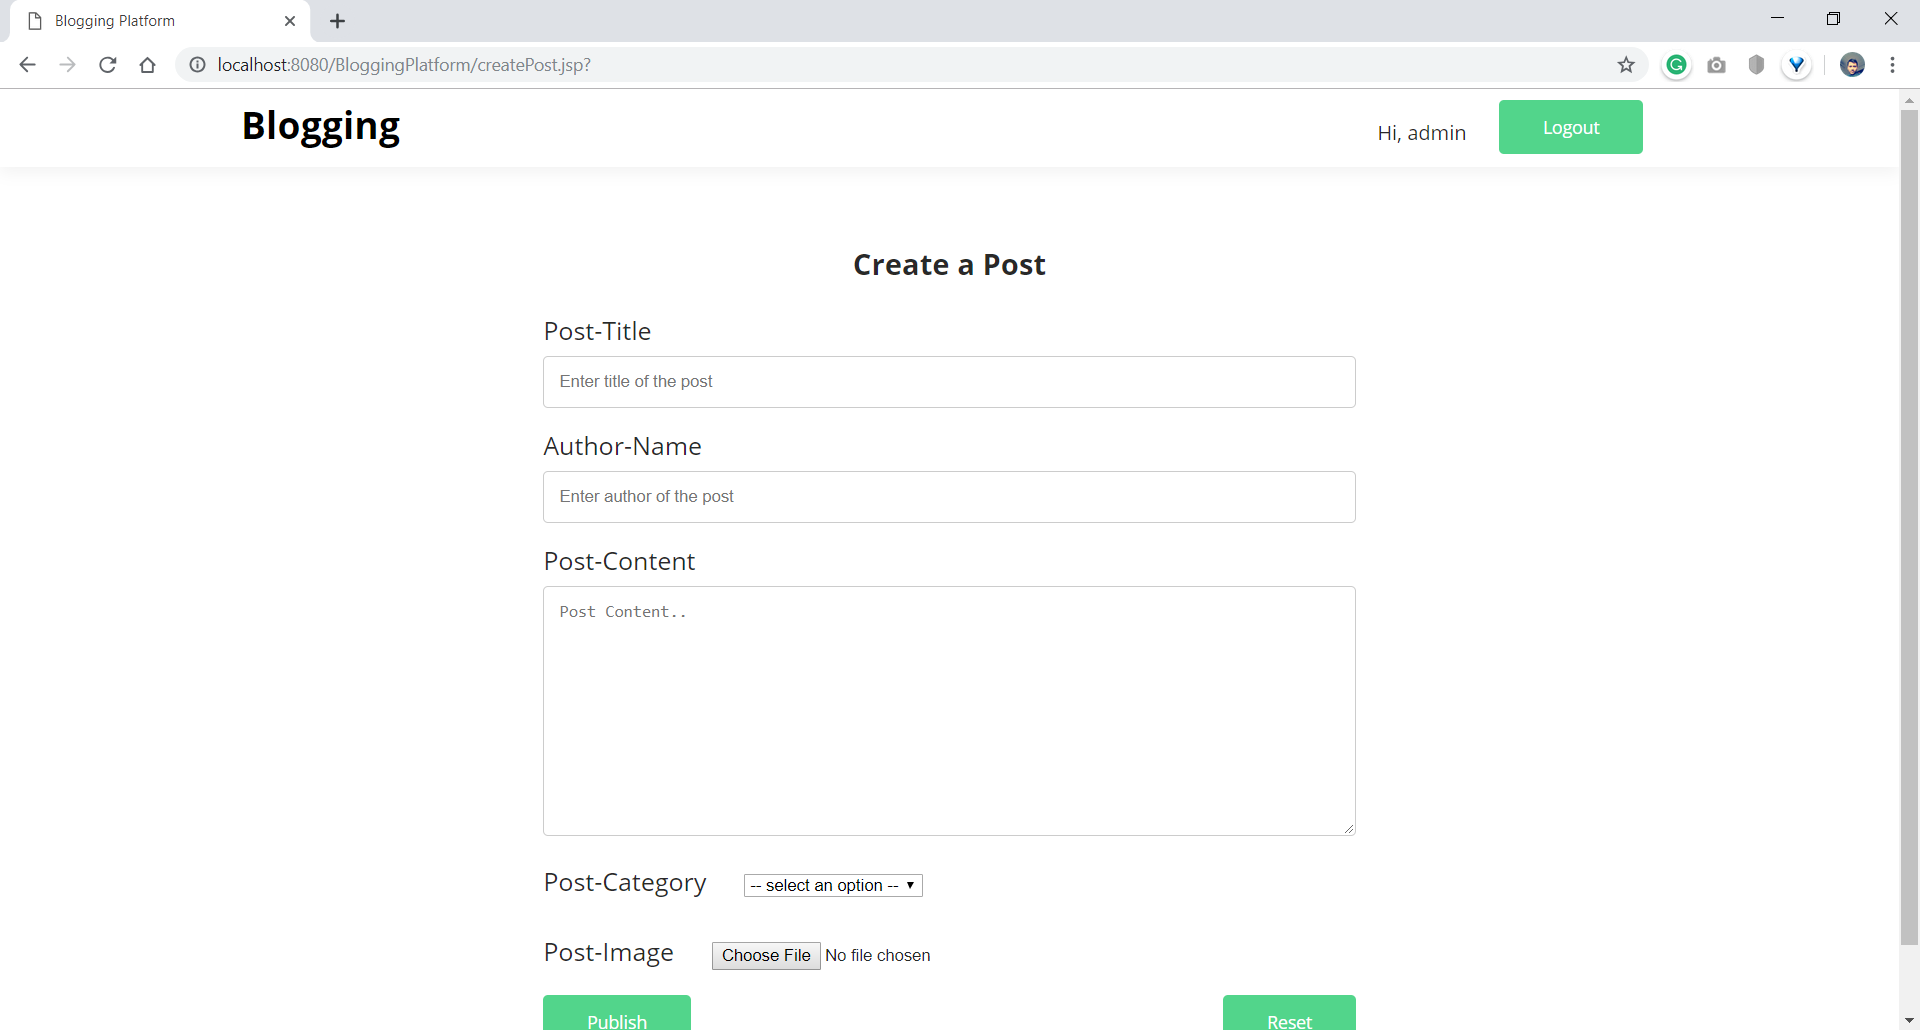 Blogging Platform
localhost:8080/BloggingPlatform/createPost.jsp?
Blogging
Hi, admin
Logout
Create a Post
Post-Title
Enter title of the post
Author-Name
Enter author of the post
Post-Content
Post Content..
Post-Category
-- select an option --
Post-Image
Choose File No file chosen
Publish
Reset